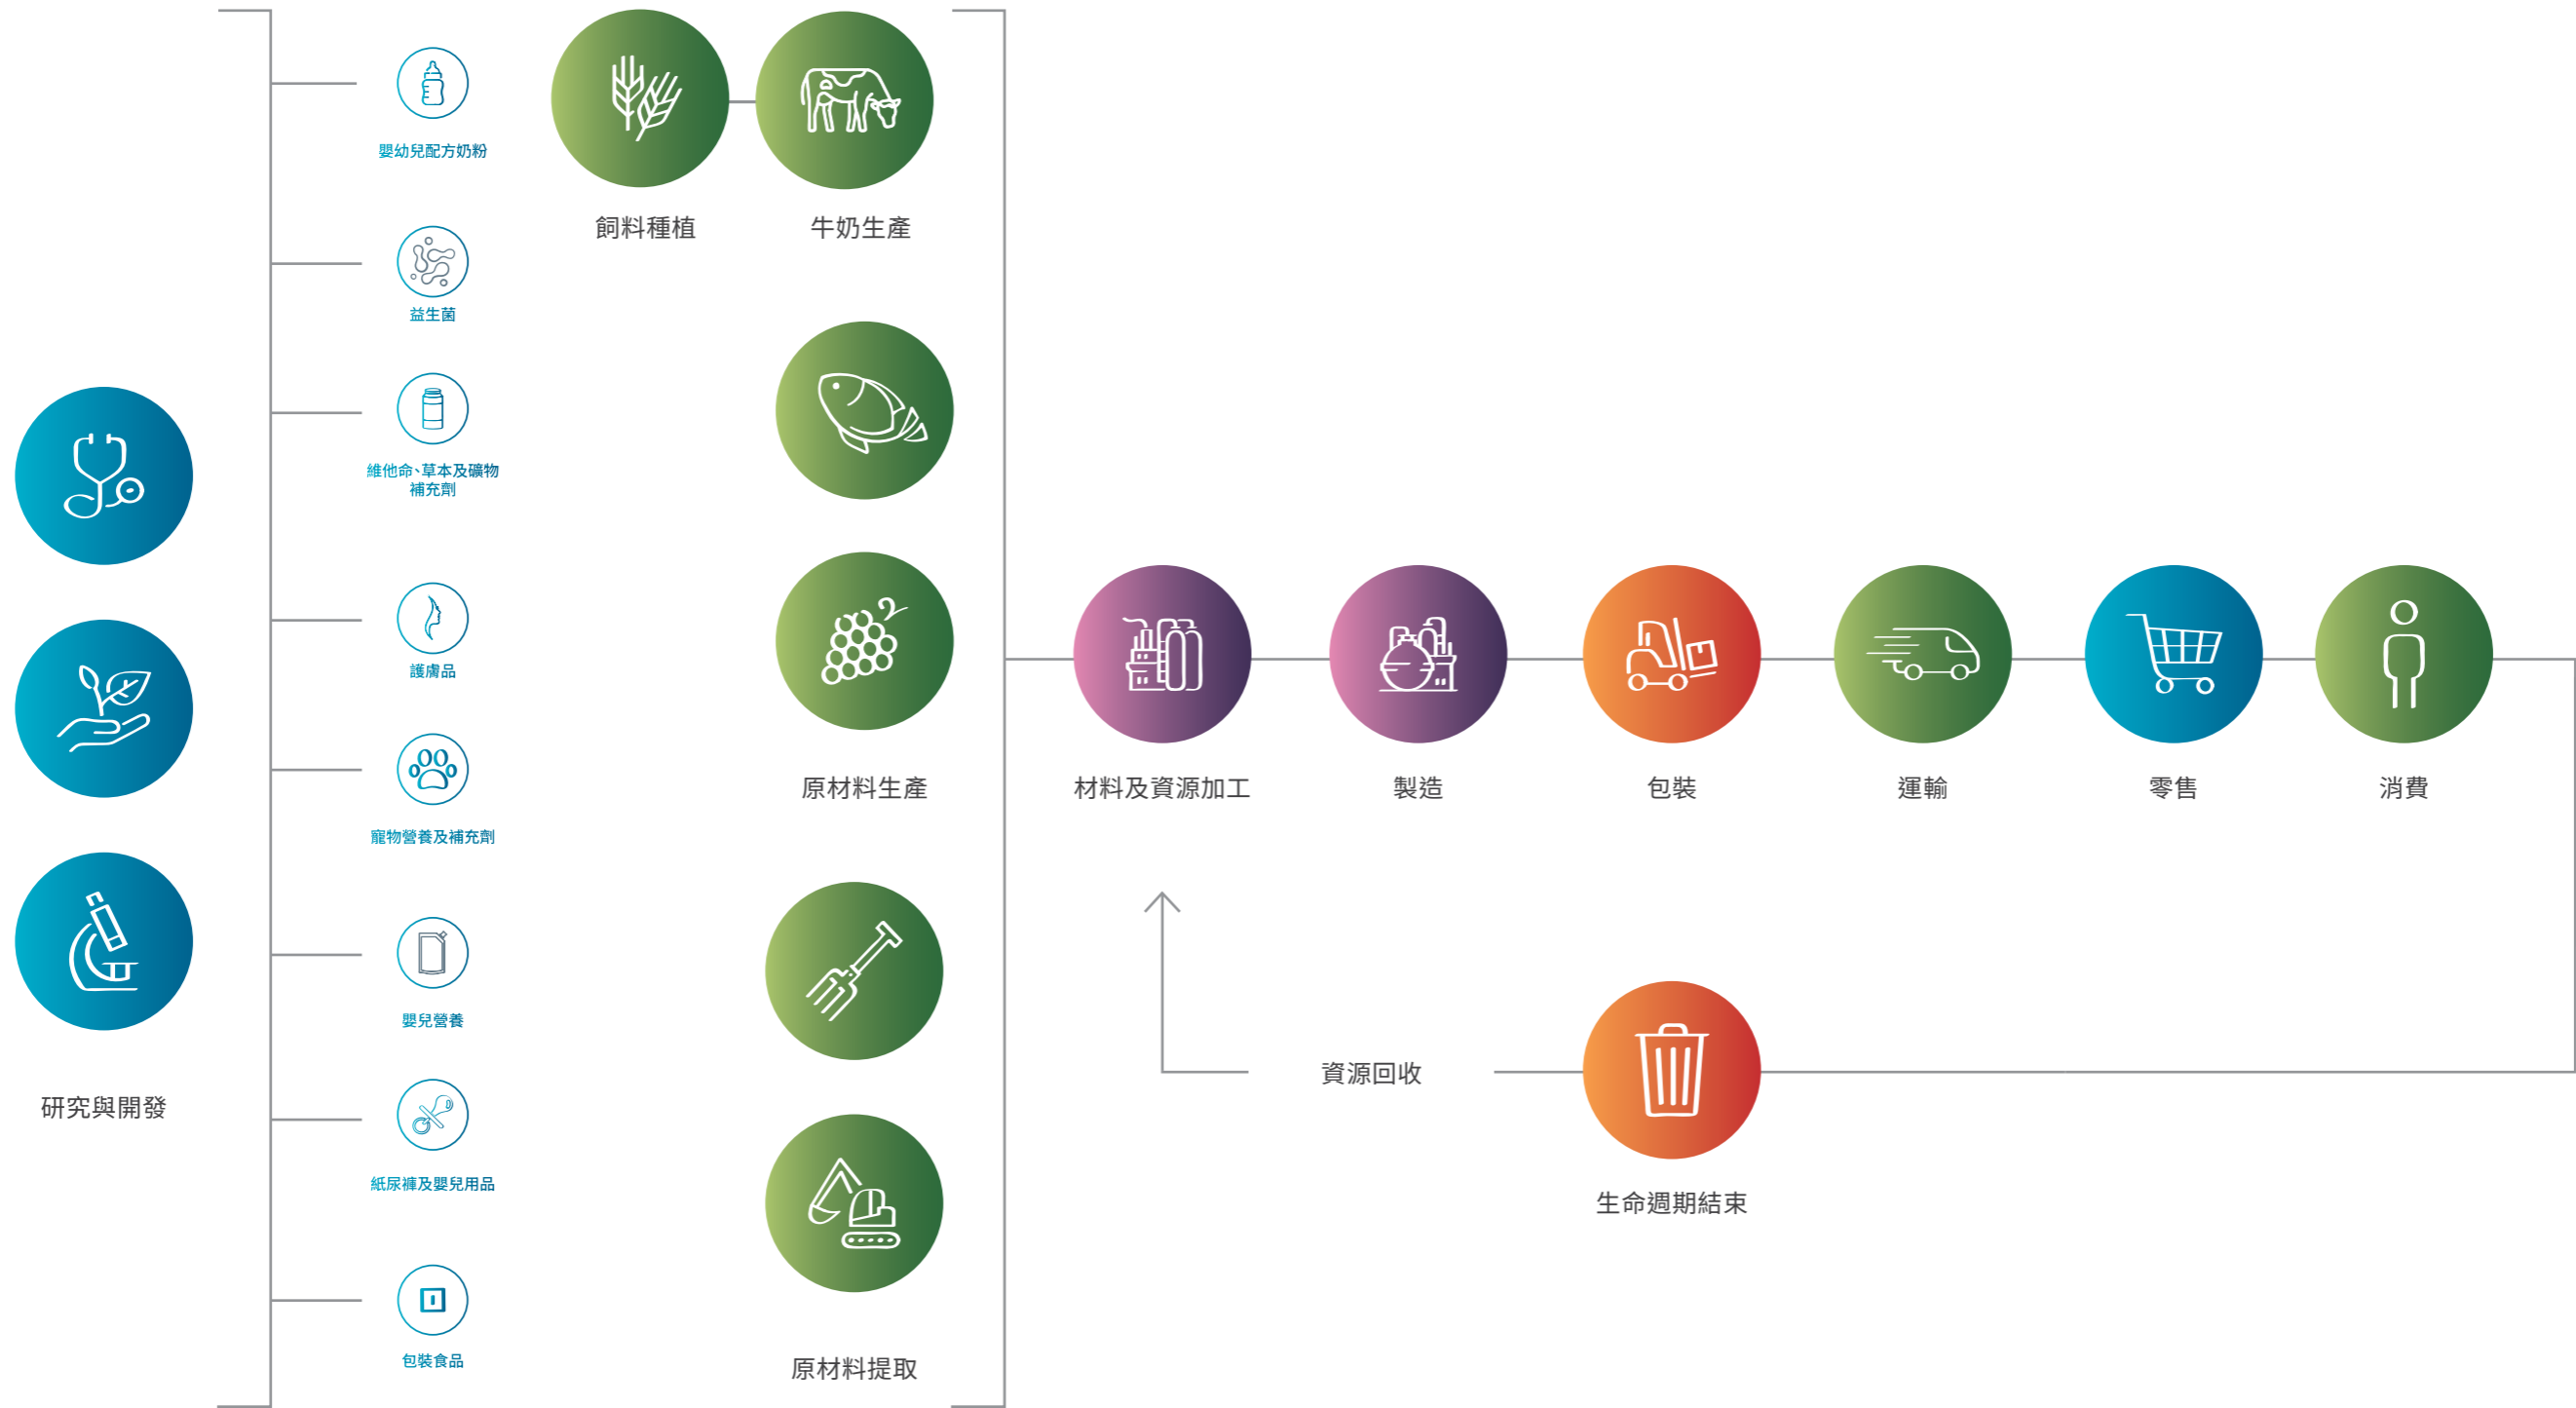 研究與開發
嬰幼兒配方奶粉
益生菌
維他命、草本及礦物
補充劑
護膚品
寵物營養及補充劑
嬰兒營養
紙尿褲及嬰兒用品
包裝食品
飼料種植
牛奶生產
原材料生產
原材料提取
材料及資源加工
製造
包裝
運輸
零售
消費
資源回收
生命週期結束